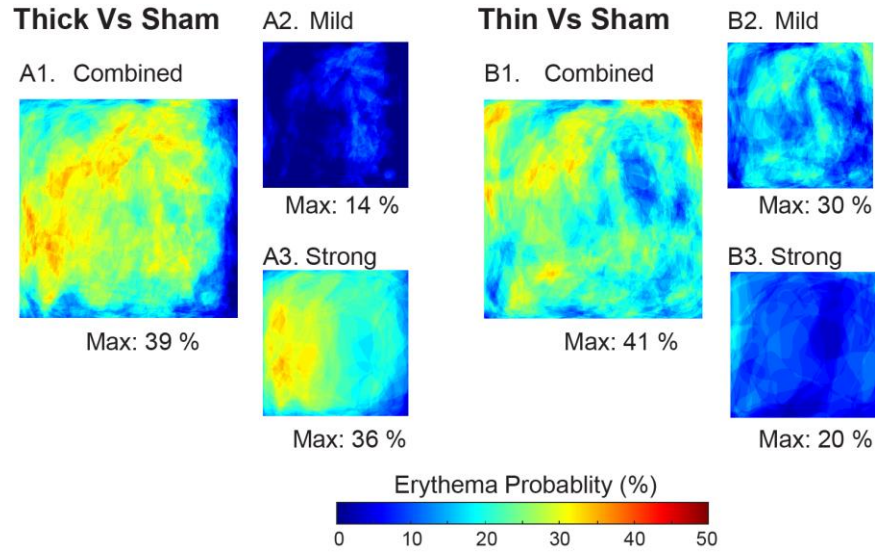 Thick Vs Sham
A1. Combined
Max: 39 %
A2. Mild
Max: 14 %
A3. Strong
Max: 36 %
Thin Vs Sham
B1. Combined
Max: 41 %
B2. Mild
Max: 30 %
B3. Strong
Max: 20 %
Erythema Probablity (%)
0 10 20 30 40 50